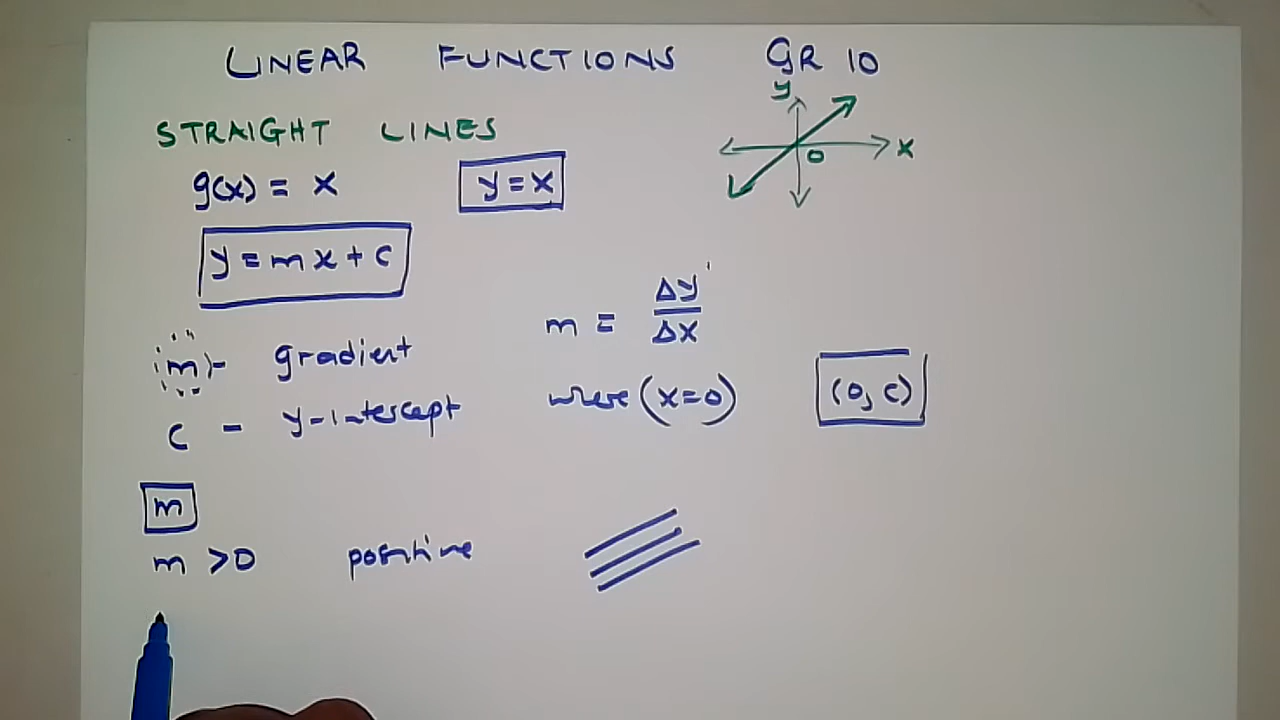 LINEAR FUNCTIONS GR 10
STRAIGHT LINES
y
x
0
g(x) = x
y = x
y = mx + c
m - gradient
m = Δy/Δx
c - y-intercept where (x=0) (0, c)
m
m >0 positive